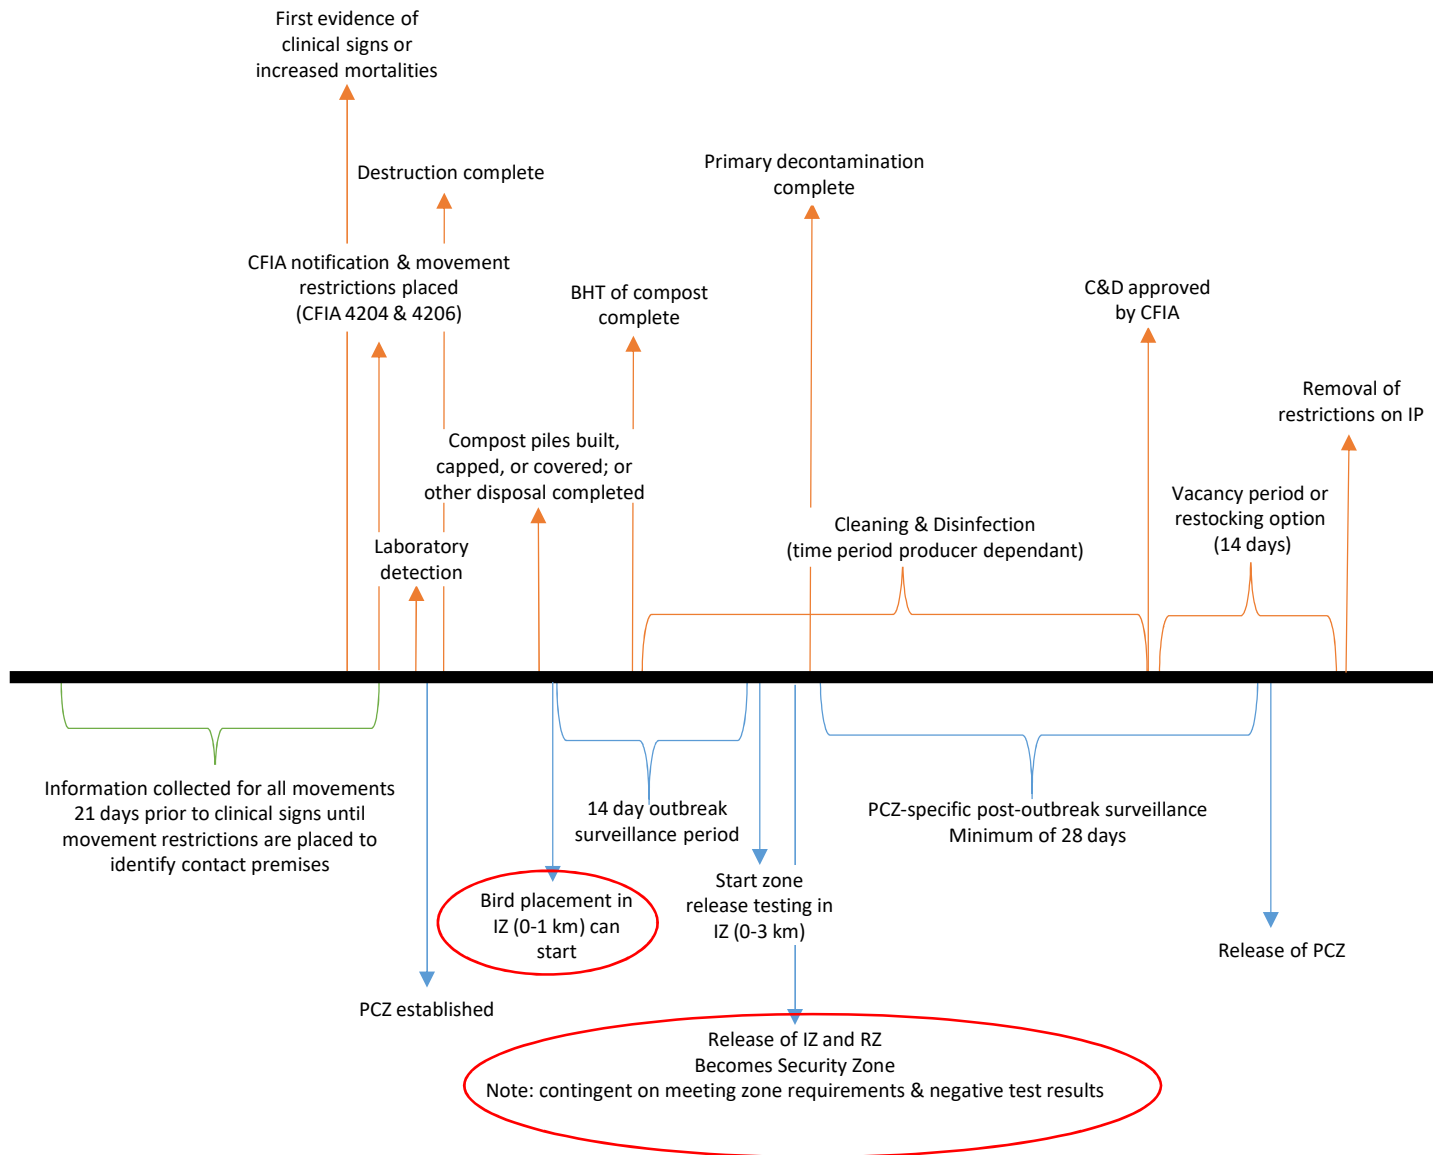 First evidence of
clinical signs or
increased mortalities
Destruction complete
Primary decontamination
complete
CFIA notification & movement
restrictions placed
(CFIA 4204 & 4206)
BHT of compost
complete
C&D approved
by CFIA
Removal of
restrictions on IP
Compost piles built,
capped, or covered; or
other disposal completed
Vacancy period or
restocking option
(14 days)
Cleaning & Disinfection
(time period producer dependant)
Laboratory
detection
Information collected for all movements
21 days prior to clinical signs until
movement restrictions are placed to
identify contact premises
14 day outbreak
surveillance period
PCZ-specific post-outbreak surveillance
Minimum of 28 days
Bird placement in
IZ (0-1 km) can
start
Start zone
release testing in
IZ (0-3 km)
Release of PCZ
PCZ established
Release of IZ and RZ
Becomes Security Zone
Note: contingent on meeting zone requirements & negative test results